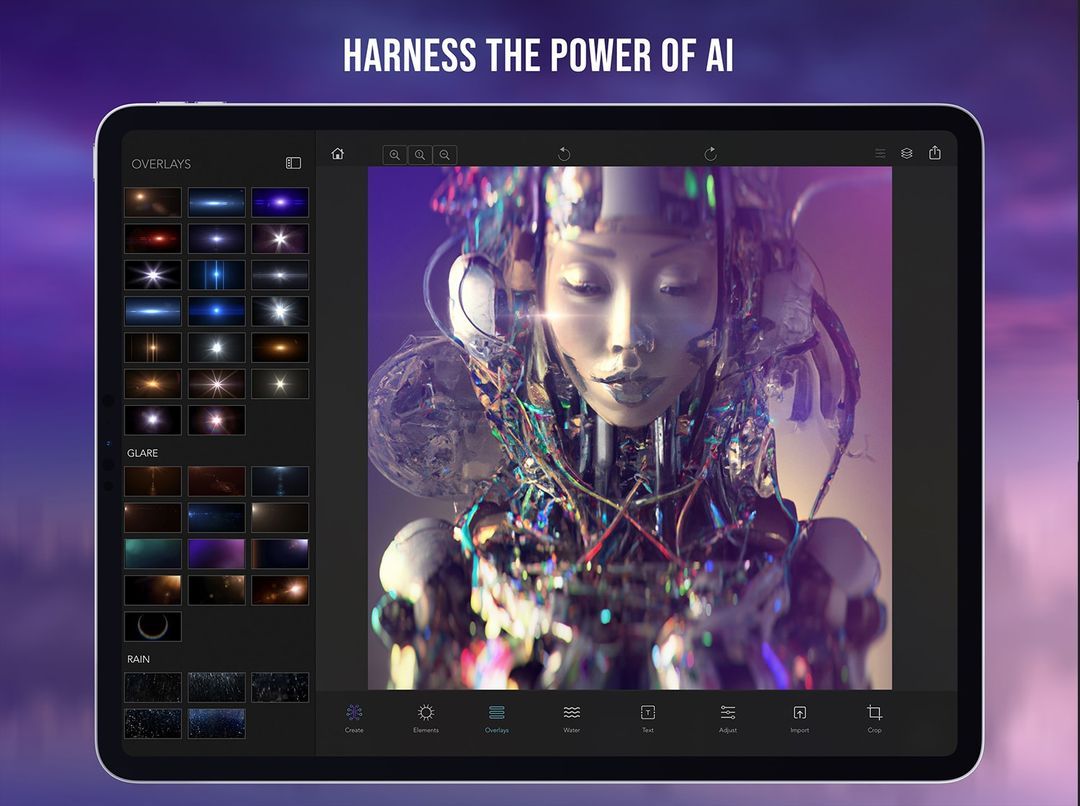 HARNESS THE POWER OF AI
OVERLAYS
GLARE
RAIN
Create
Elements
Overlays
Water
Text
Adjust
Import
Crop